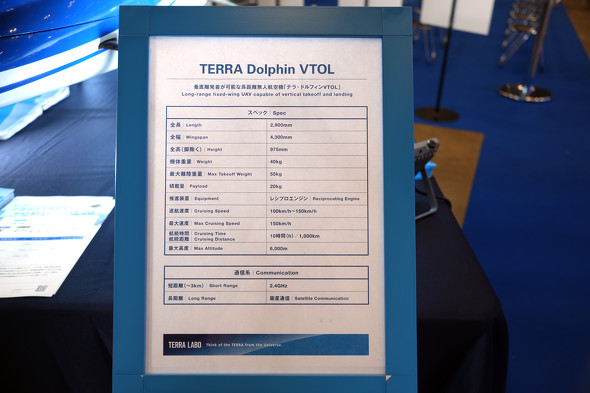 TERRA Dolphin VTOL
垂直離発着が可能な長距離無人航空機「テラ・ドルフィンVTOL」
Long-range fixed-wing UAV capable of vertical takeoff and landing
スペック | Spec
全長 | Length 2,900mm
全幅 | Wingspan 4,300mm
全高(脚除く) | Height 975mm
機体重量 | Weight 40kg
最大離陸重量 | Max Takeoff Weight 55kg
積載量 | Payload 20kg
推進装置 | Equipment レシプロエンジン | Reciprocating Engine
巡航速度 | Cruising Speed 100km/h~150km/h
最大速度 | Max Cruising Speed 150km/h
航続時間 | Cruising Time
航続距離 | Cruising Distance 10時間(h) / 1,000km
最大高度 | Max Altitude 6,000m
通信系 | Communication
短距離(~3km) | Short Range 2.4GHz
長距離 | Long Range 衛星通信 | Satellite Communication
TERRA LABO Think of the TERRA from the universe.